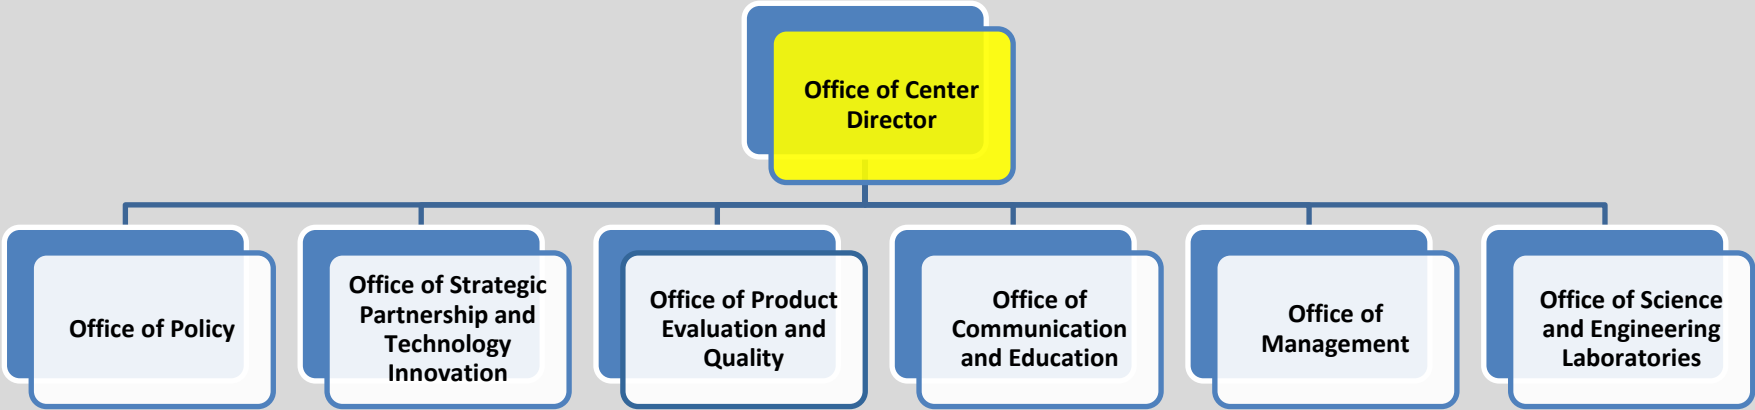 Office of Center
Director
Office of Policy
Office of Strategic
Partnership and
Technology
Innovation
Office of Product
Evaluation and
Quality
Office of
Communication
and Education
Office of
Management
Office of Science
and Engineering
Laboratories